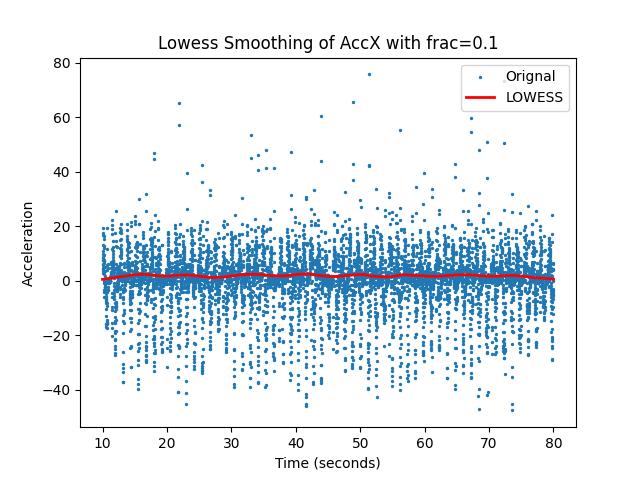 Lowess Smoothing of AccX with frac=0.1
Orignal
LOWESS
80
60
40
20
0
−20
−40
Acceleration
10 20 30 40 50 60 70 80
Time (seconds)